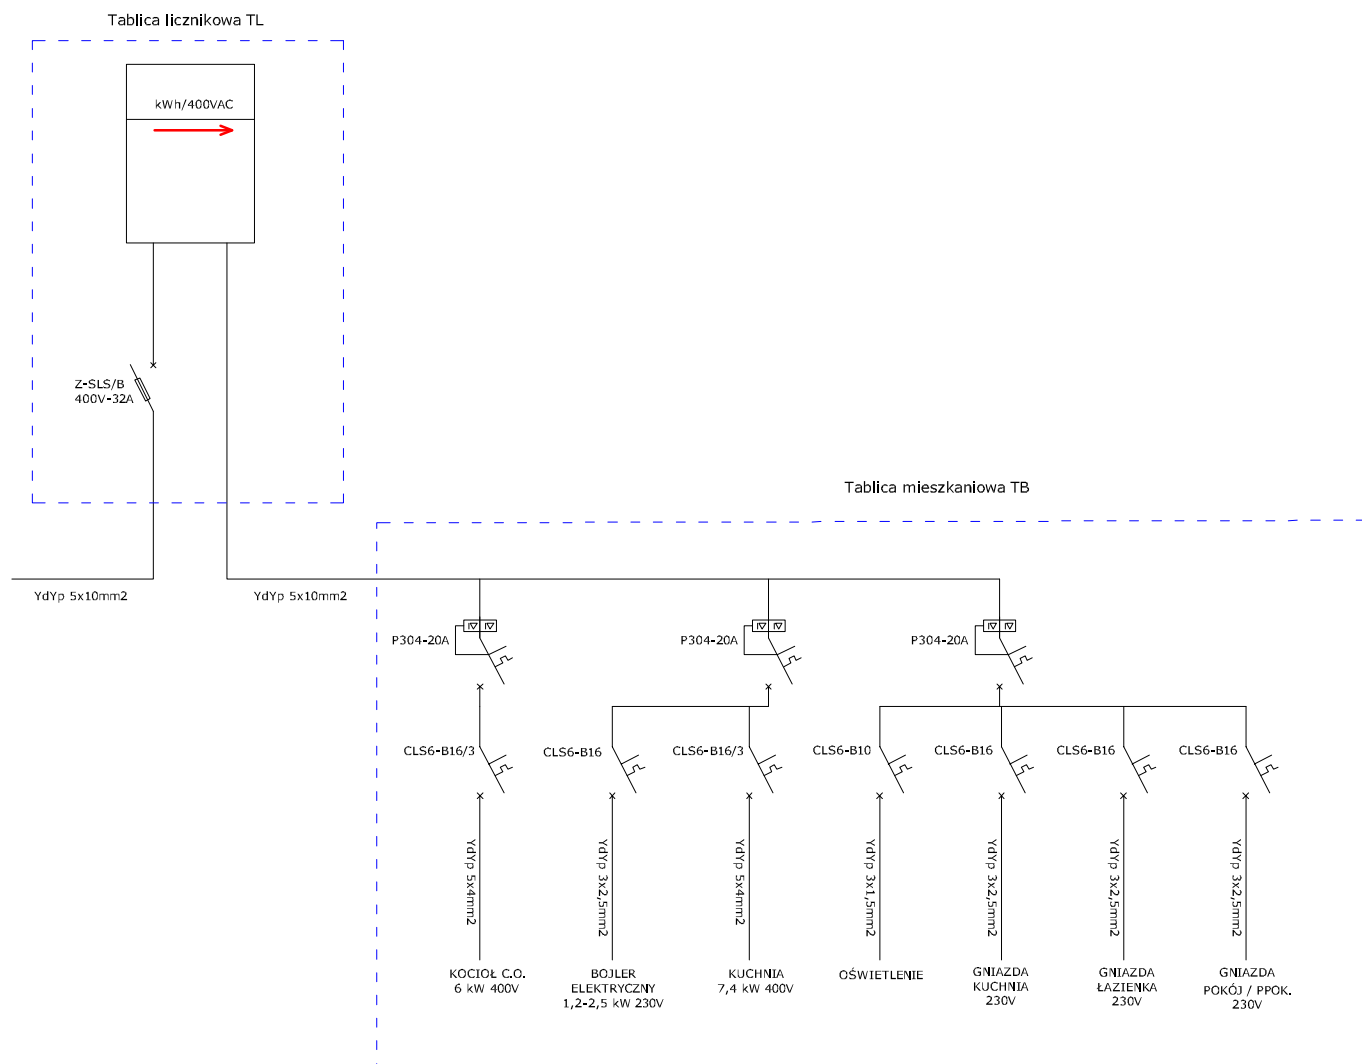 Tablica licznikowa TL
kWh/400VAC
Z-SLS/B
400V-32A
Tablica mieszkaniowa TB
YdYp 5x10mm2
YdYp 5x10mm2
P304-20A
P304-20A
P304-20A
CLS6-B16/3
CLS6-B16
CLS6-B16/3
CLS6-B10
CLS6-B16
CLS6-B16
CLS6-B16
YdYp 5x4mm2
YdYp 3x2,5mm2
YdYp 5x4mm2
YdYp 3x1,5mm2
YdYp 3x2,5mm2
YdYp 3x2,5mm2
YdYp 3x2,5mm2
KOCIOŁ C.O.
6 kW 400V
BOJLER
ELEKTRYCZNY
1,2-2,5 kW 230V
KUCHNIA
7,4 kW 400V
OŚWIETLENIE
GNIAZDA
KUCHNIA
230V
GNIAZDA
ŁAZIENKA
230V
GNIAZDA
POKÓJ / PPOK.
230V